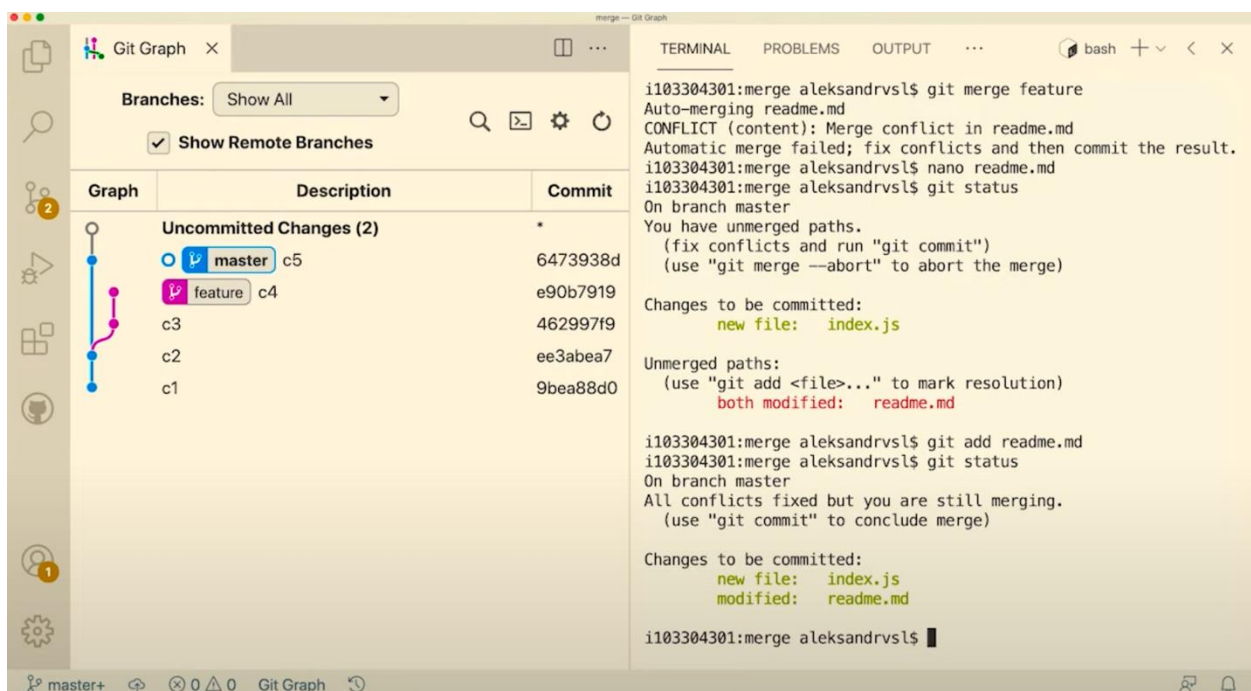 merge — Git Graph
Git Graph
Branches: Show All
Show Remote Branches
Graph Description Commit
Uncommitted Changes (2) *
master c5 6473938d
feature c4 e90b7919
c3 462997f9
c2 ee3abea7
c1 9bea88d0
2
1
TERMINAL PROBLEMS OUTPUT ... bash
i103304301:merge aleksandrvsl$ git merge feature
Auto-merging readme.md
CONFLICT (content): Merge conflict in readme.md
Automatic merge failed; fix conflicts and then commit the result.
i103304301:merge aleksandrvsl$ nano readme.md
i103304301:merge aleksandrvsl$ git status
On branch master
You have unmerged paths.
(fix conflicts and run "git commit")
(use "git merge --abort" to abort the merge)
Changes to be committed:
new file: index.js
Unmerged paths:
(use "git add <file>..." to mark resolution)
both modified: readme.md
i103304301:merge aleksandrvsl$ git add readme.md
i103304301:merge aleksandrvsl$ git status
On branch master
All conflicts fixed but you are still merging.
(use "git commit" to conclude merge)
Changes to be committed:
new file: index.js
modified: readme.md
i103304301:merge aleksandrvsl$
master+ 0 0 Git Graph